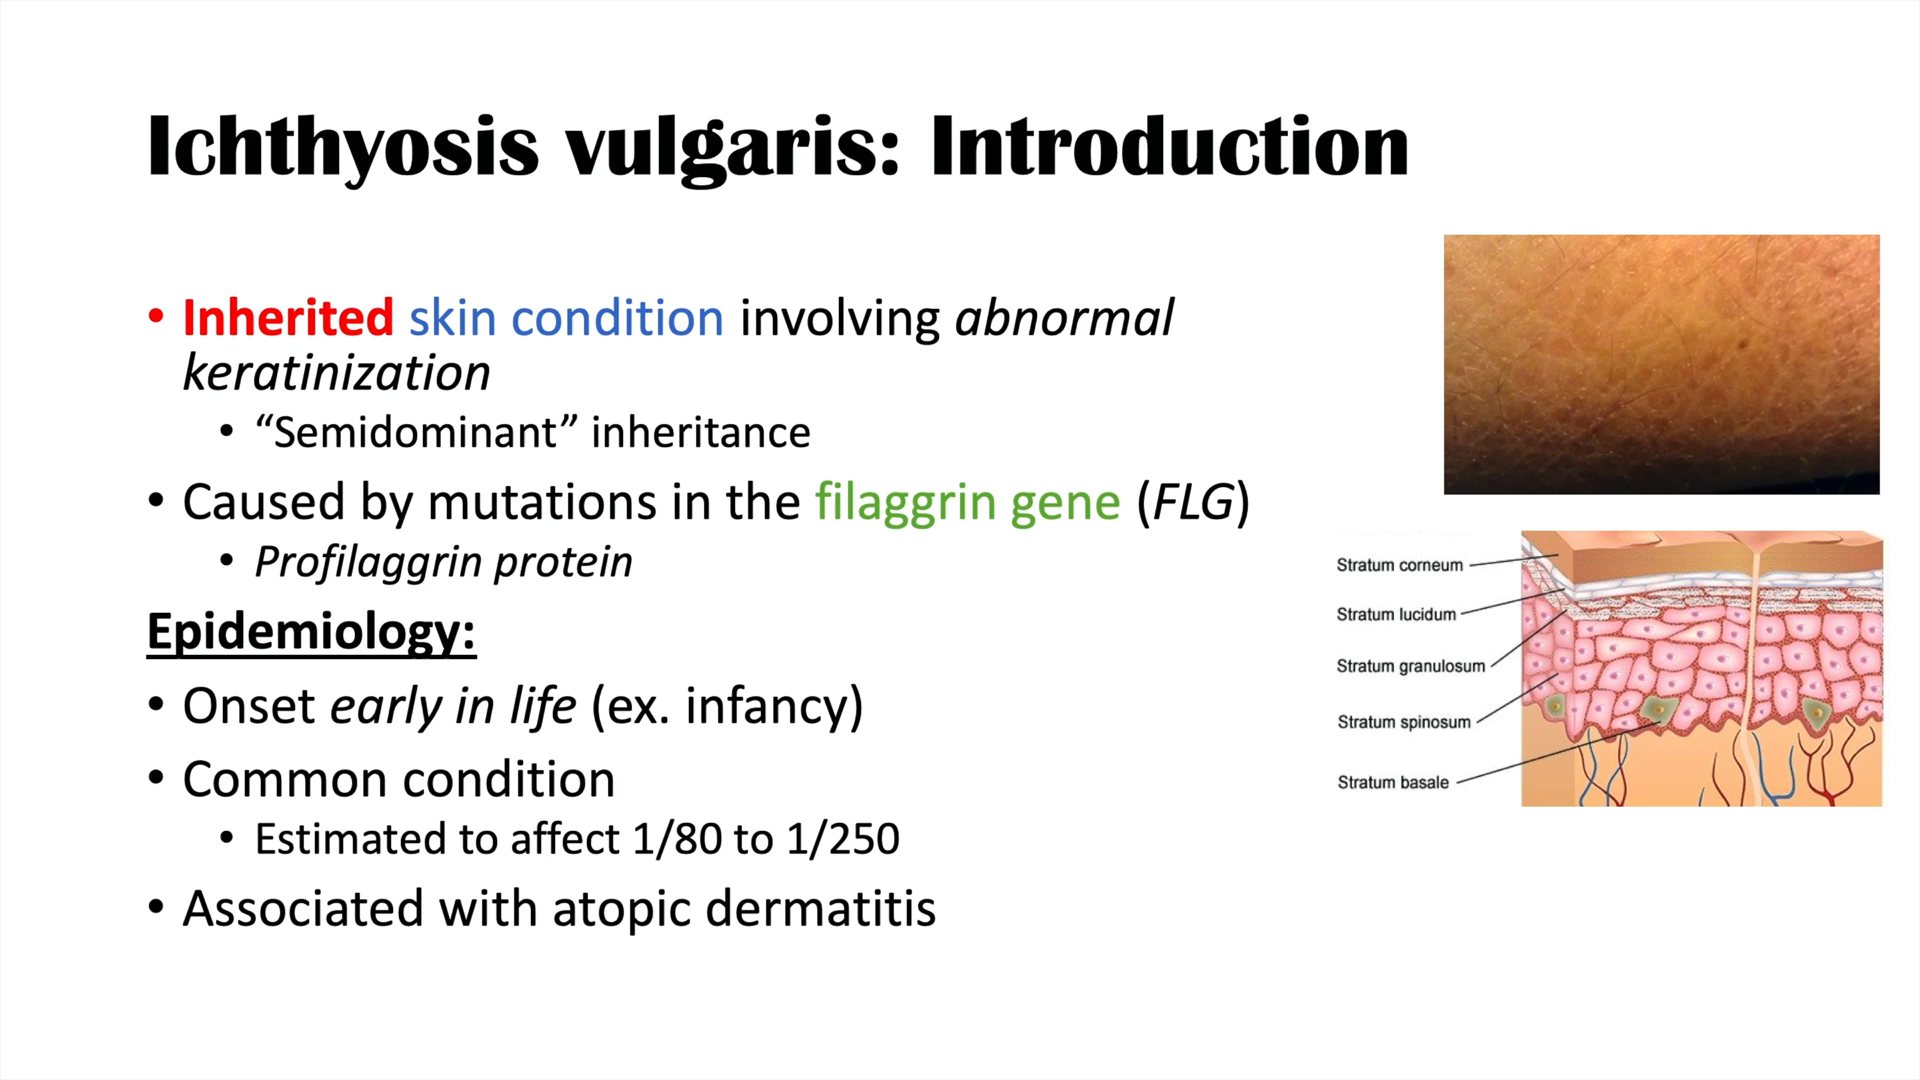 Ichthyosis vulgaris: Introduction
• Inherited skin condition involving abnormal
keratinization
• “Semidominant” inheritance
• Caused by mutations in the filaggrin gene (FLG)
• Profilaggrin protein
Epidemiology:
• Onset early in life (ex. infancy)
• Common condition
• Estimated to affect 1/80 to 1/250
• Associated with atopic dermatitis
Stratum corneum
Stratum lucidum
Stratum granulosum
Stratum spinosum
Stratum basale